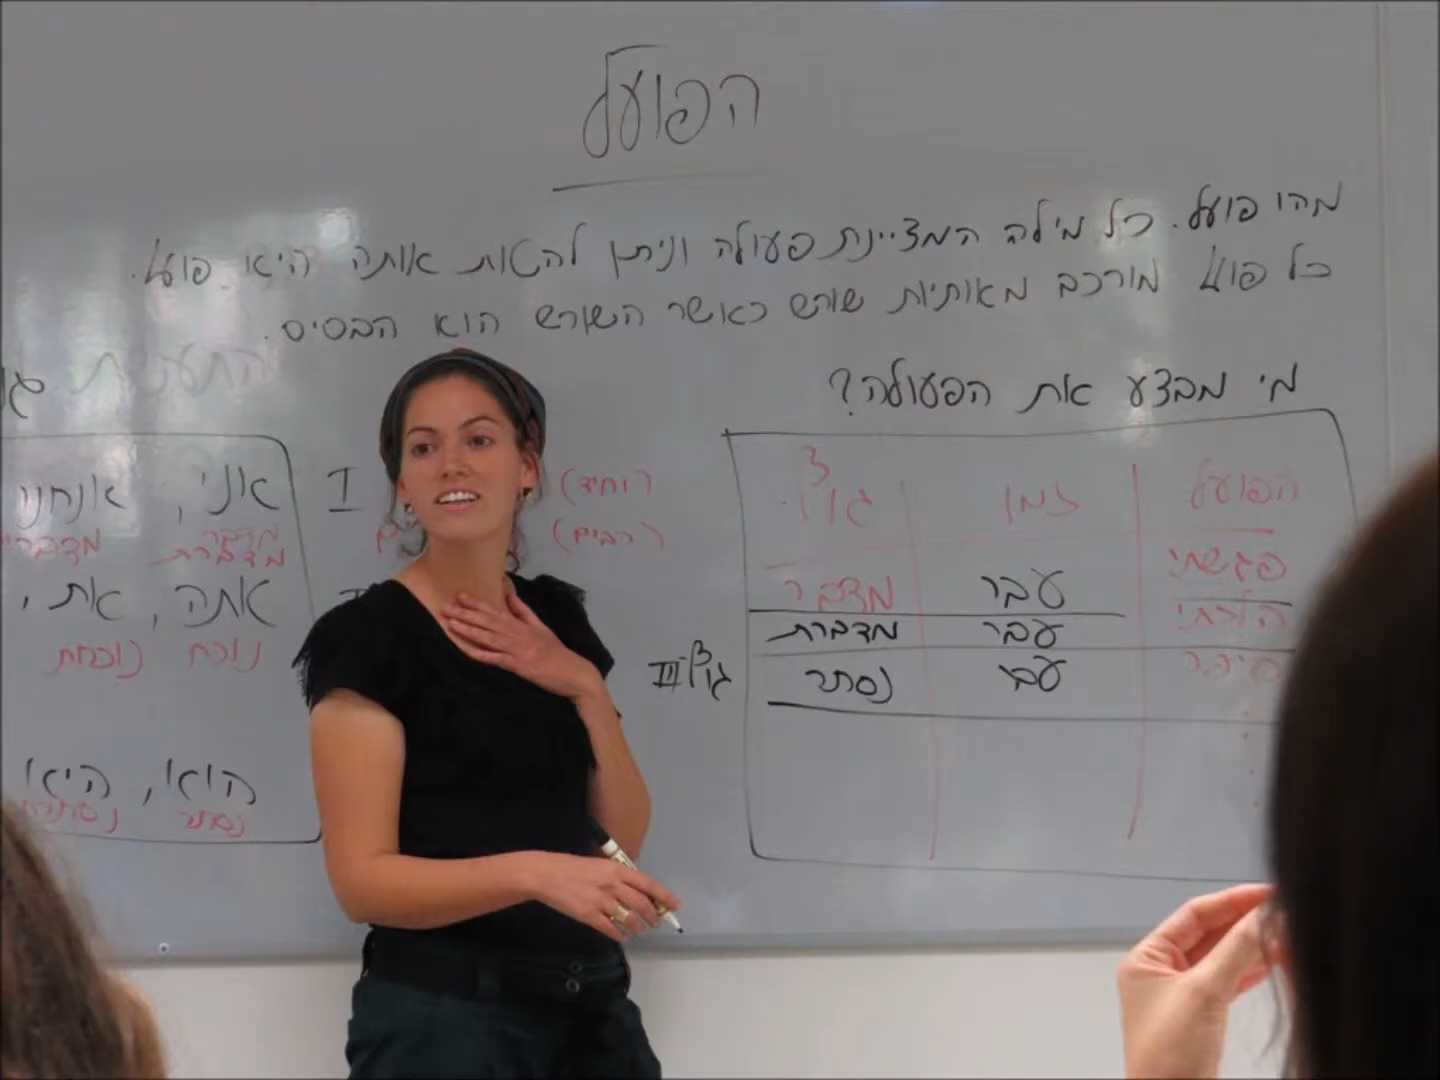 הפועל
מהו פועל. כל מילה המציינת פעולה וניתן להטות אותה היא פועל.
כל פועל מורכב מאותיות שורש כאשר השורש הוא הבסיס.
מי מבצע את הפעולה?
הפועל זמן גוף
פגשתי עבר מדבר
הלכתי עבר מדברת
סיפר עבר נסתר
גוף III
I (יחיד)
(רבים)
אני, אנחנו
מדבר
מדברת
אתה, את,
נוכח נוכחת
הוא, היא
נסתר נסתרת